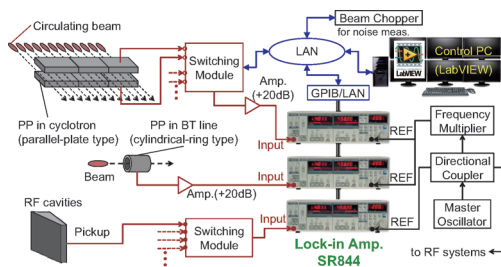 Circulating beam
Switching
Module
LAN
Beam Chopper
for noise meas.
Control PC
(LabVIEW)
LabVIEW
Amp.
(+20dB)
GPIB/LAN
PP in cyclotron
(parallel-plate type)
PP in BT line
(cylindrical-ring type)
Input
REF
Frequency
Multiplier
Beam
Amp.(+20dB)
Input
REF
Directional
Coupler
RF cavities
Pickup
Switching
Module
Input
REF
Master
Oscillator
Lock-in Amp.
SR844
to RF systems